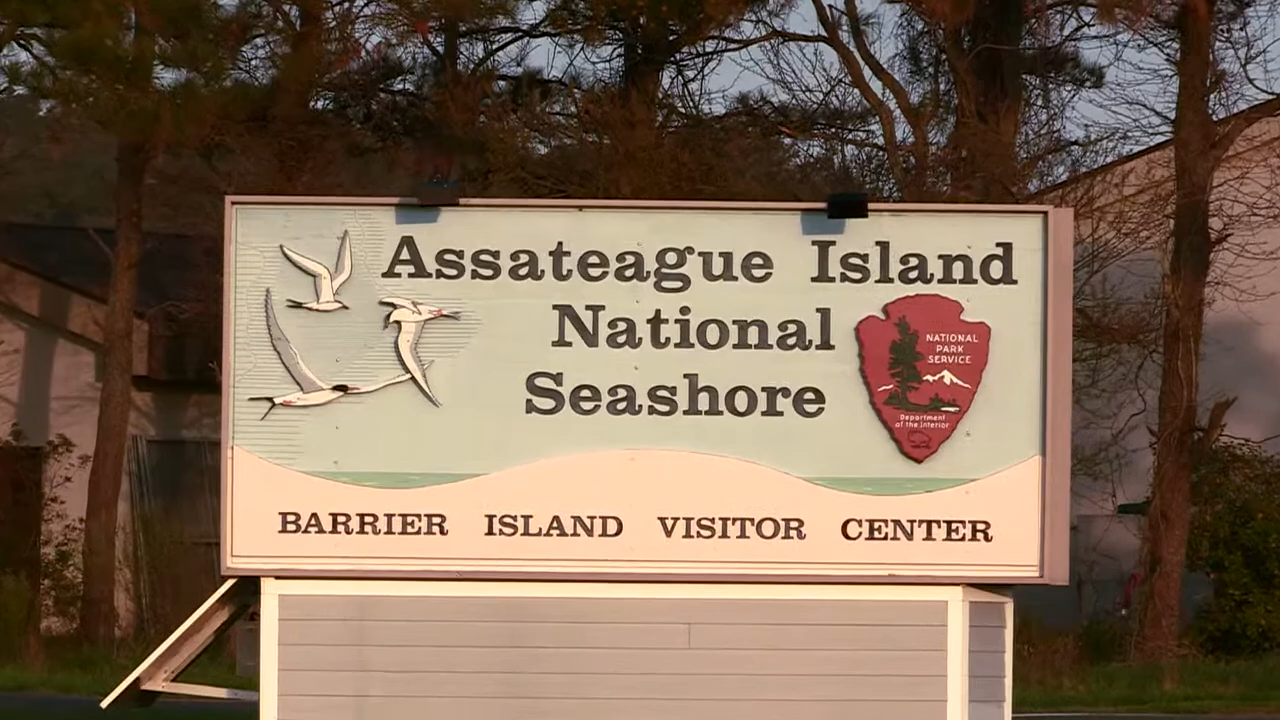 Assateague Island
National
Seashore
NATIONAL
PARK
SERVICE
Department
of the Interior
BARRIER ISLAND VISITOR CENTER